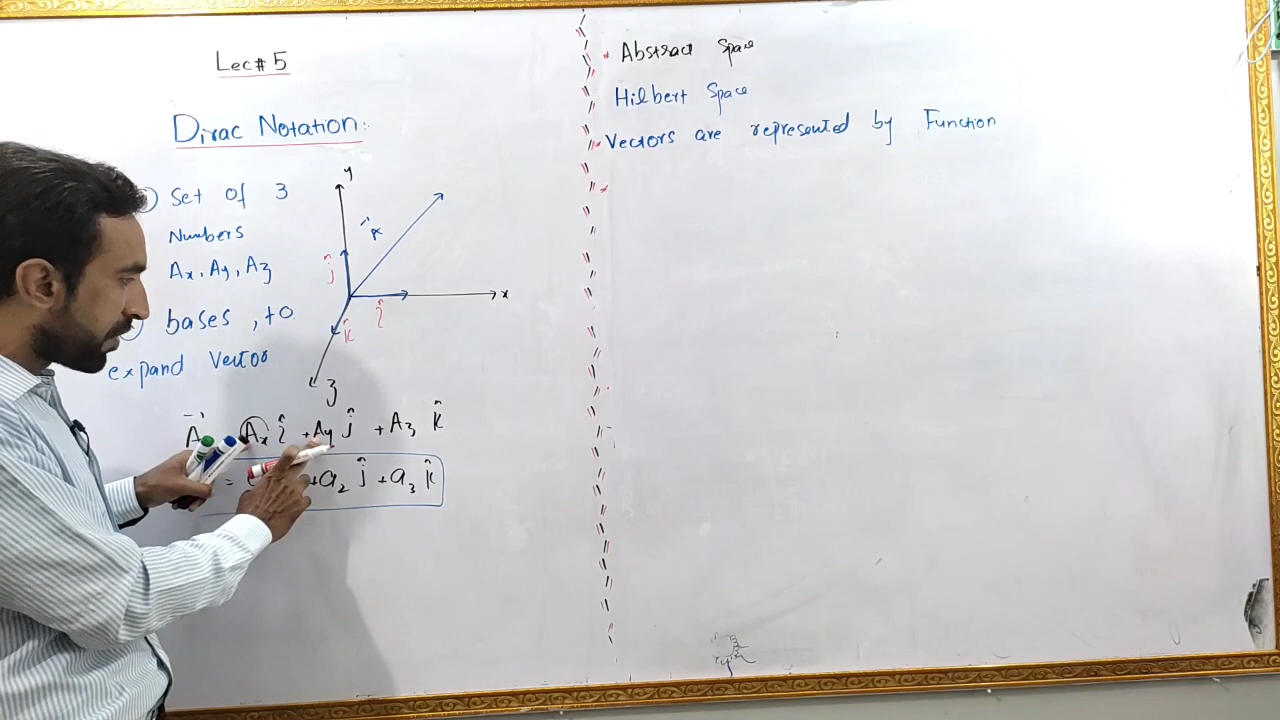 Lec# 5
Dirac Notation:
Set of 3
Numbers
Ax, Ay, Az
bases, to
expand Vector
y
A
ĵ
x
î
k̂
z
A Ax î + Ay ĵ + Az k̂
= + a2 ĵ + a3 k̂
* Abstract Space
Hilbert Space
* Vectors are represented by Function
*